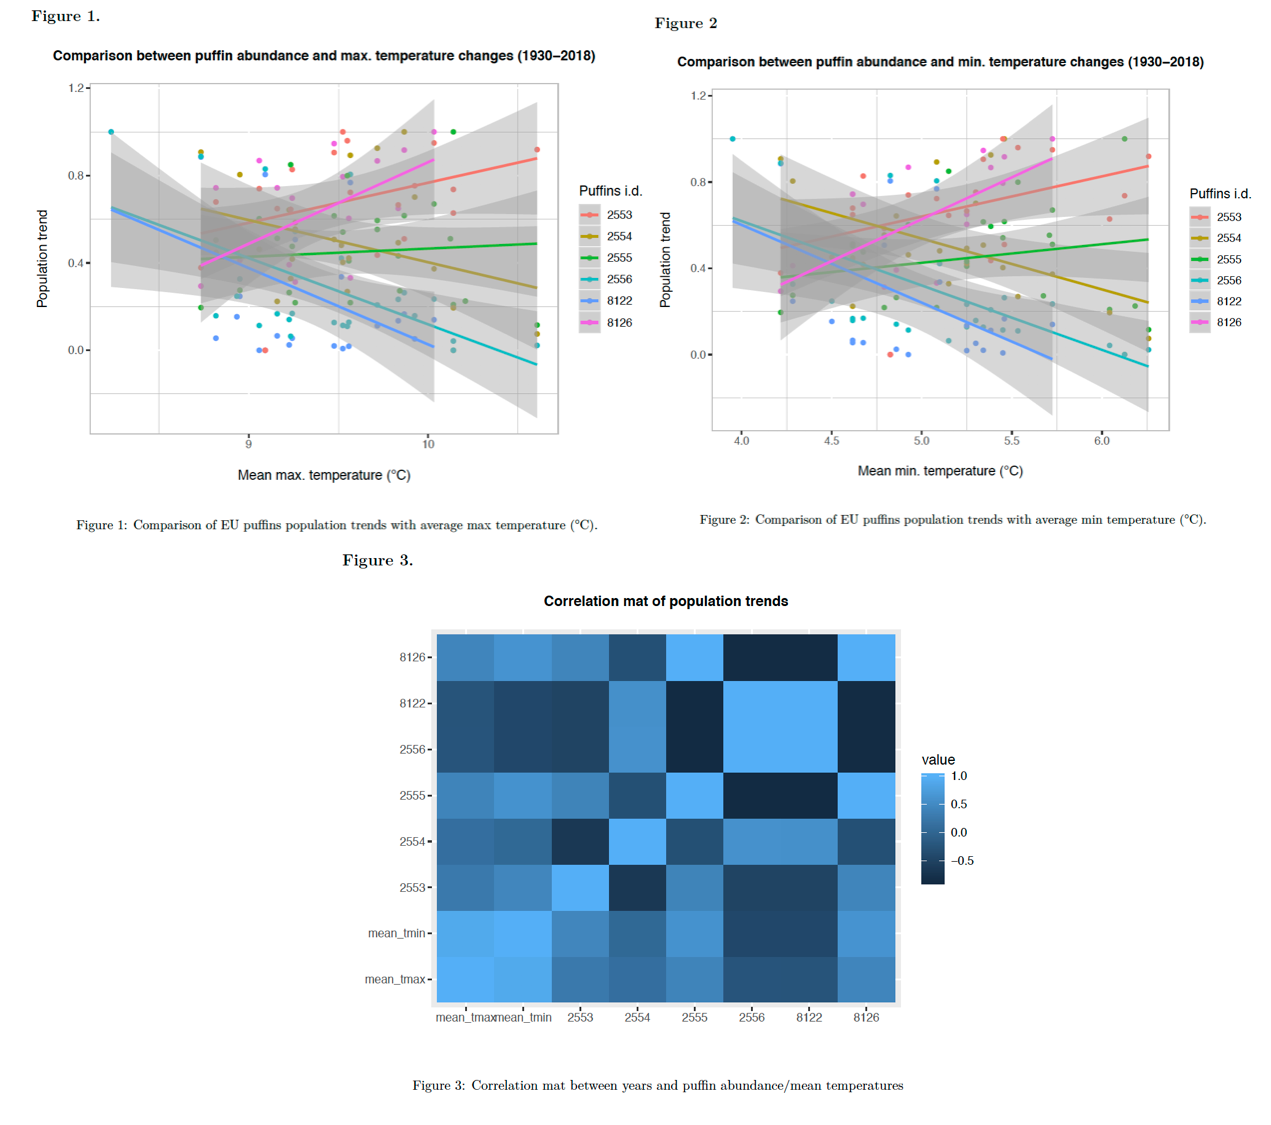 Figure 1.
Comparison between puffin abundance and max. temperature changes (1930–2018)
1.2
0.8
0.4
0.0
Population trend
9
10
Mean max. temperature (°C)
Puffins i.d.
2553
2554
2555
2556
8122
8126
Figure 1: Comparison of EU puffins population trends with average max temperature (°C).
Figure 2
Comparison between puffin abundance and min. temperature changes (1930–2018)
1.2
0.8
0.4
0.0
Population trend
4.0
4.5
5.0
5.5
6.0
Mean min. temperature (°C)
Puffins i.d.
2553
2554
2555
2556
8122
8126
Figure 2: Comparison of EU puffins population trends with average min temperature (°C).
Figure 3.
Correlation mat of population trends
8126
8122
2556
2555
2554
2553
mean_tmin
mean_tmax
mean_tmax
mean_tmin
2553
2554
2555
2556
8122
8126
value
1.0
0.5
0.0
−0.5
Figure 3: Correlation mat between years and puffin abundance/mean temperatures